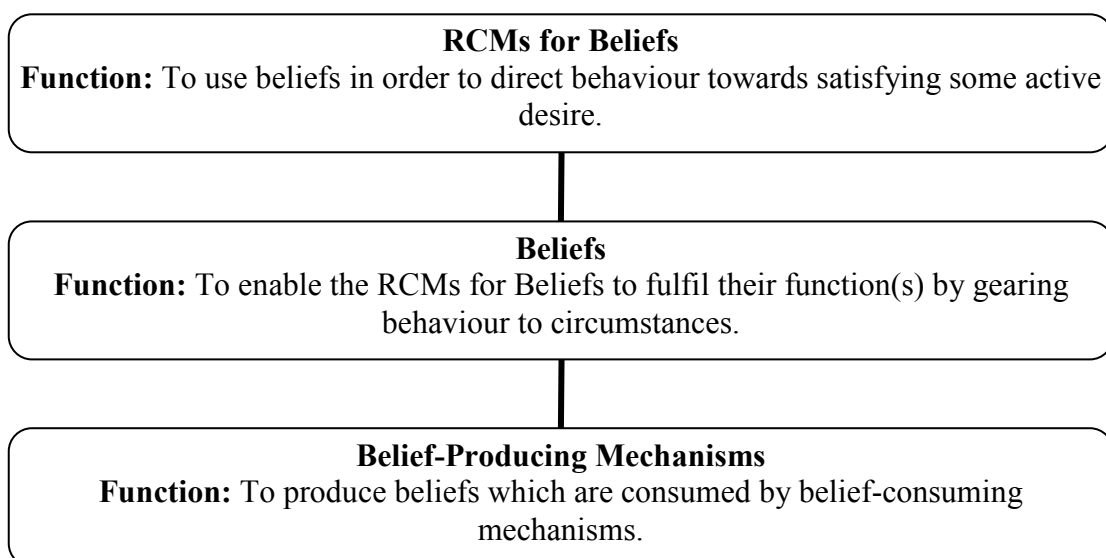 RCMs for Beliefs
Function: To use beliefs in order to direct behaviour towards satisfying some active
desire.
Beliefs
Function: To enable the RCMs for Beliefs to fulfil their function(s) by gearing
behaviour to circumstances.
Belief-Producing Mechanisms
Function: To produce beliefs which are consumed by belief-consuming
mechanisms.